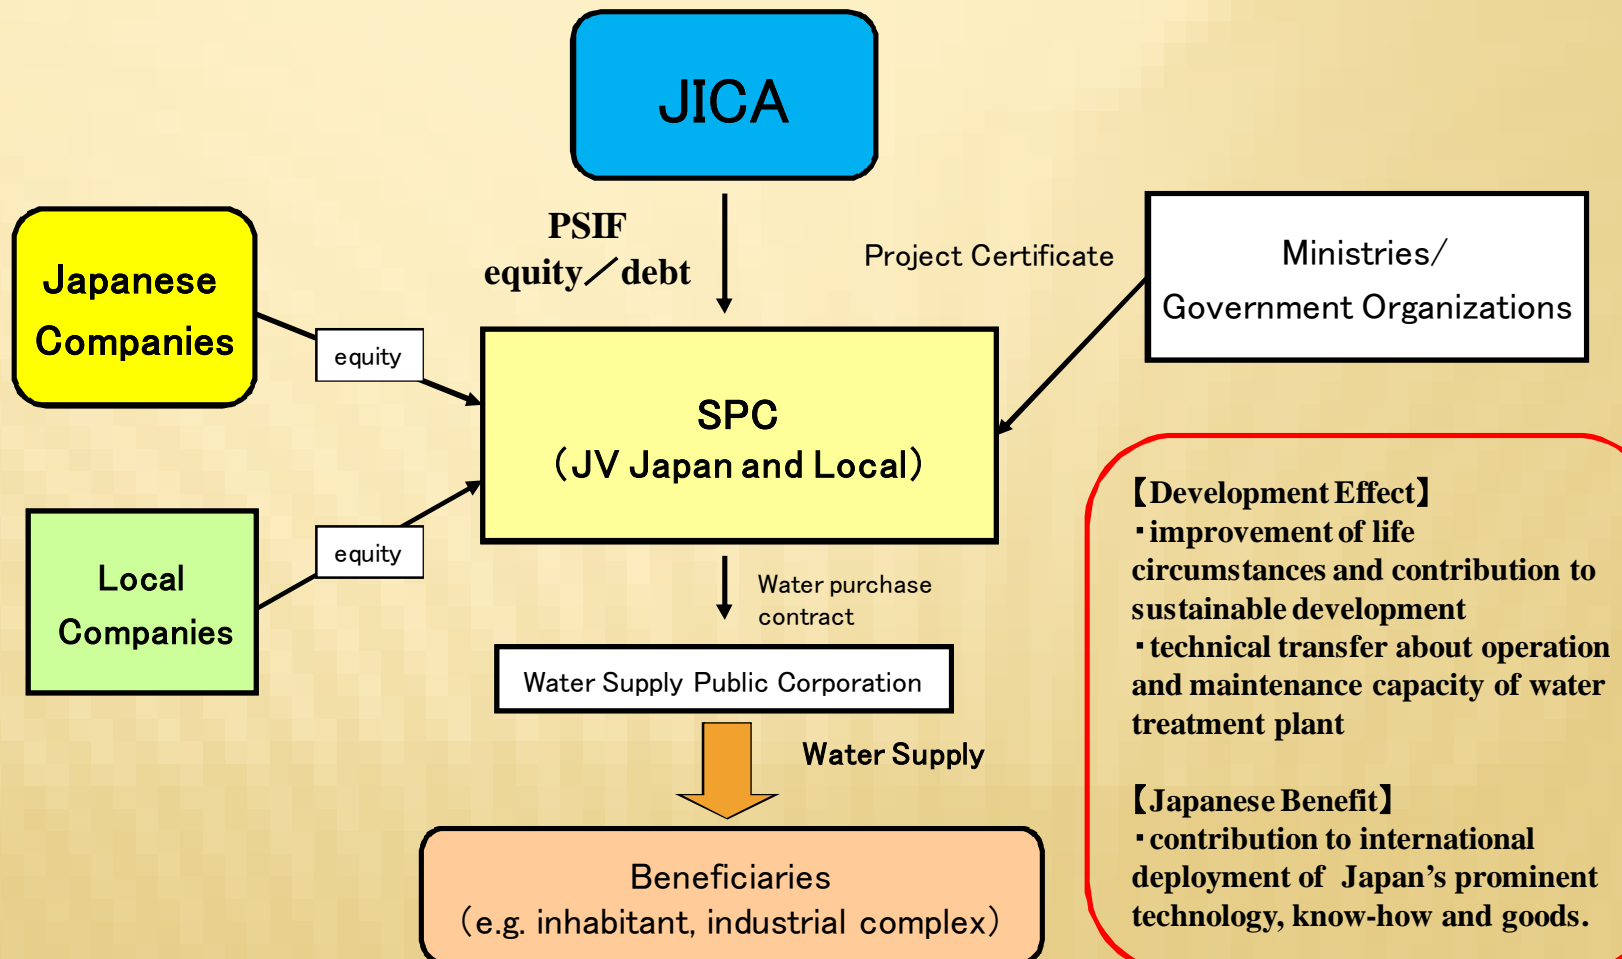 JICA
PSIF
equity／debt
Project Certificate
Ministries/
Government Organizations
Japanese
Companies
equity
SPC
（JV Japan and Local）
equity
Local
Companies
Water purchase
contract
Water Supply Public Corporation
Water Supply
Beneficiaries
（e.g. inhabitant, industrial complex）
【Development Effect】
・improvement of life
circumstances and contribution to
sustainable development
・technical transfer about operation
and maintenance capacity of water
treatment plant
【Japanese Benefit】
・contribution to international
deployment of Japan’s prominent
technology, know-how and goods.